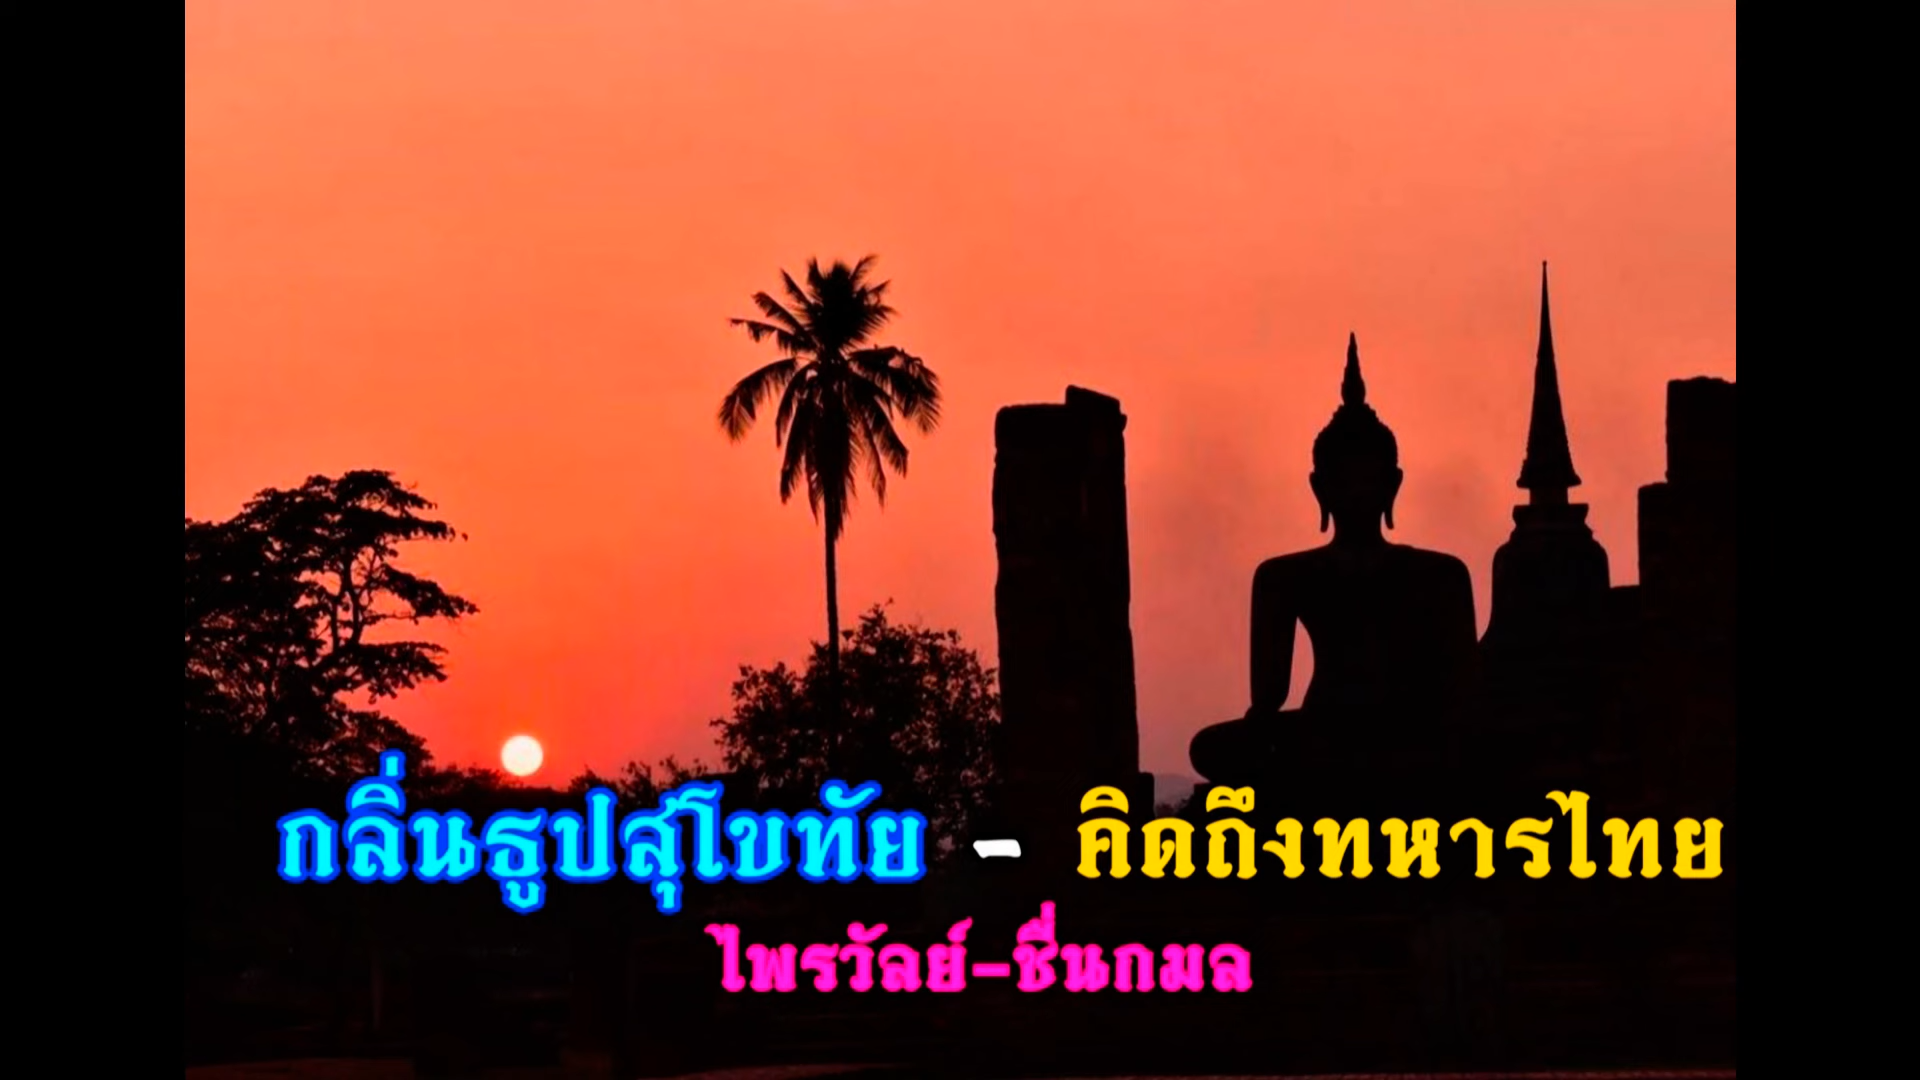 กลิ่นธูปสุโขทัย - คิดถึงทหารไทย
ไพรวัลย์-ชื่นกมล